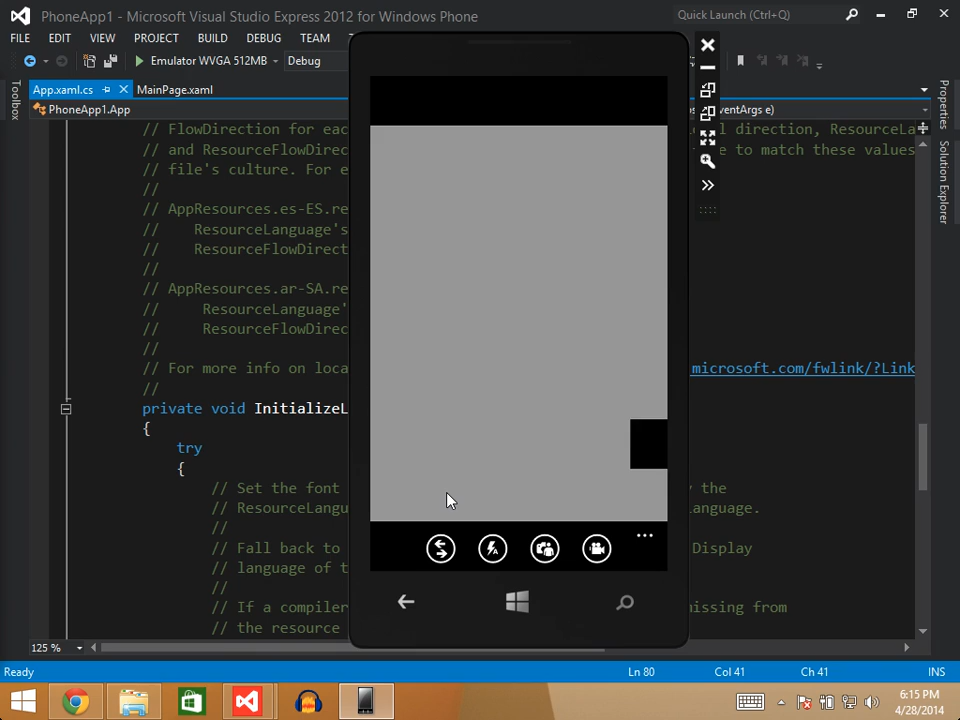 PhoneApp1 - Microsoft Visual Studio Express 2012 for Windows Phone
Quick Launch (Ctrl+Q)
FILE EDIT VIEW PROJECT BUILD DEBUG TEAM
Emulator WVGA 512MB Debug
App.xaml.cs MainPage.xaml
PhoneApp1.App
ventArgs e)
Toolbox
Properties
Solution Explorer
// FlowDirection for eac l direction, ResourceLa
// and ResourceFlowDirec e to match these values
// file's culture. For e
//
// AppResources.es-ES.re
// ResourceLanguage's
// ResourceFlowDirect
//
// AppResources.ar-SA.re
// ResourceLanguage'
// ResourceFlowDirec
//
// For more info on loca microsoft.com/fwlink/?Link
//
private void InitializeL
{
try
{
// Set the font y the
// ResourceLangu anguage.
//
// Fall back to Display
// language of t
//
// If a compiler missing from
// the resource
A
125 %
Ready Ln 80 Col 41 Ch 41 INS
6:15 PM
4/28/2014